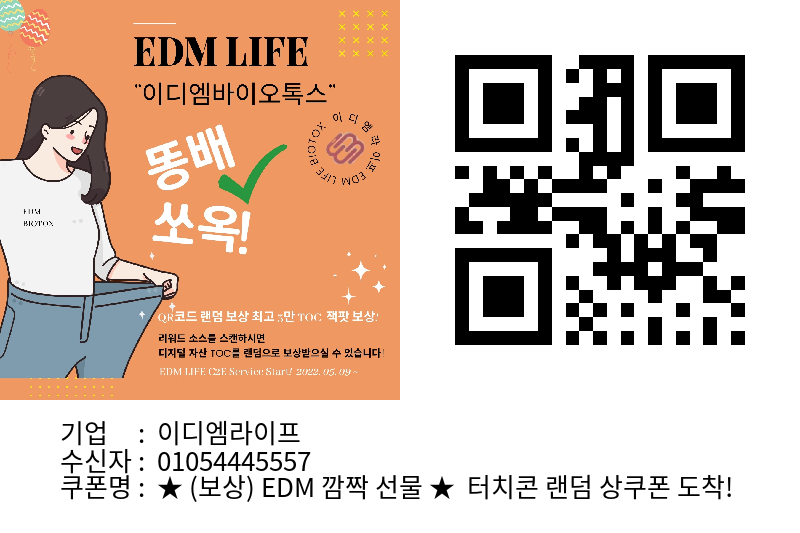 EDM LIFE
"이디엠바이오톡스"
이 디 엠 라 이 프 EDM LIFE BIOTOX
똥배
쏘옥!
EDM
BIOTOX
QR코드 랜덤 보상 최고 5만 TOC 잭팟 보상!
리워드 소스를 스캔하시면
디지털 자산 TOC를 랜덤으로 보상받으실 수 있습니다!
EDM LIFE C2E Service Start! 2022. 05. 09 ~
기업 : 이디엠라이프
수신자 : 01054445557
쿠폰명 : ★ (보상) EDM 깜짝 선물 ★ 터치콘 랜덤 상쿠폰 도착!